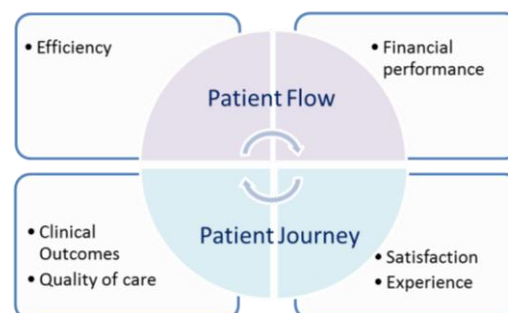 • Efficiency
• Financial
performance
Patient Flow
Patient Journey
• Clinical
Outcomes
• Quality of care
• Satisfaction
• Experience